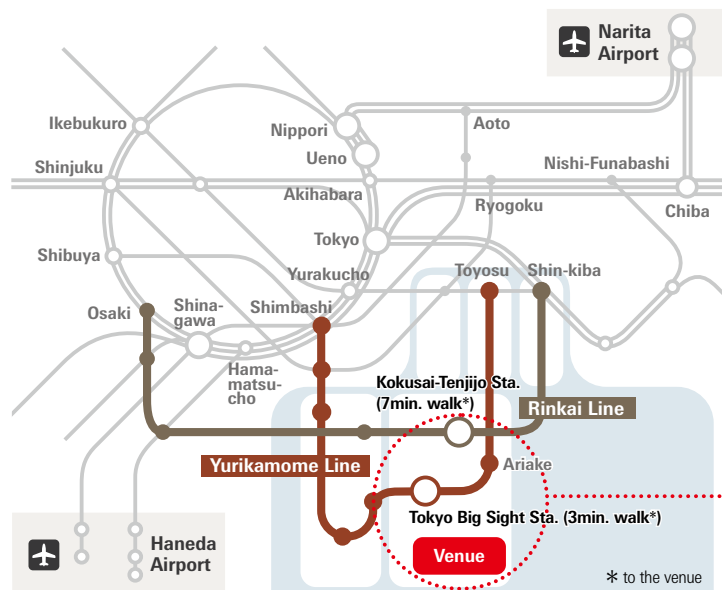 Narita
Airport
Ikebukuro
Nippori
Aoto
Ueno
Shinjuku
Nishi-Funabashi
Akihabara
Ryogoku
Chiba
Tokyo
Shibuya
Yurakucho
Toyosu
Shin-kiba
Osaki
Shina-
gawa
Shimbashi
Hama-
matsu-
cho
Kokusai-Tenjijo Sta.
(7min. walk*)
Rinkai Line
Yurikamome Line
Ariake
Tokyo Big Sight Sta. (3min. walk*)
Haneda
Airport
Venue
* to the venue